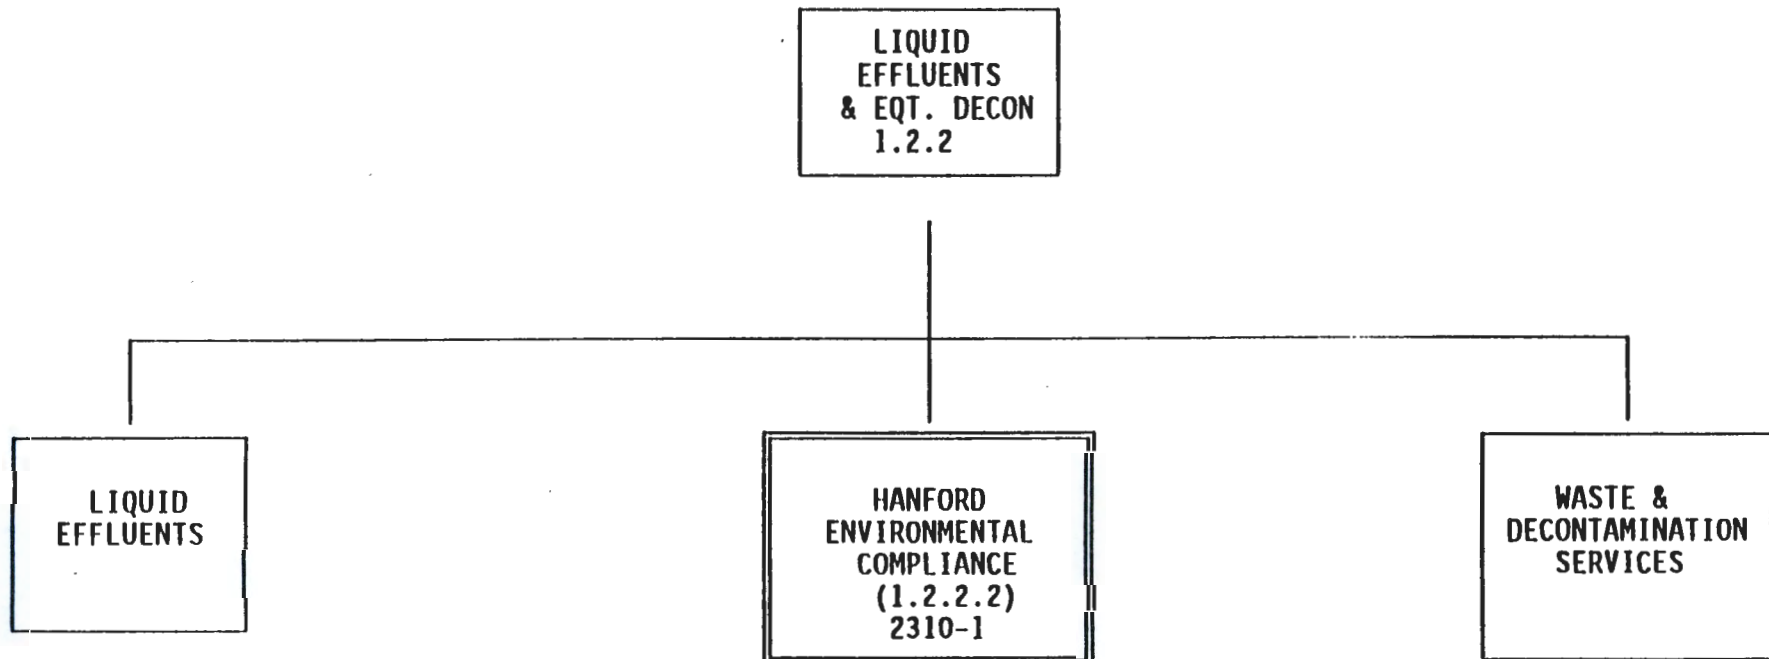 LIQUID
EFFLUENTS
& EQT. DECON
1.2.2
LIQUID
EFFLUENTS
HANFORD
ENVIRONMENTAL
COMPLIANCE
(1.2.2.2)
2310-1
WASTE &
DECONTAMINATION
SERVICES